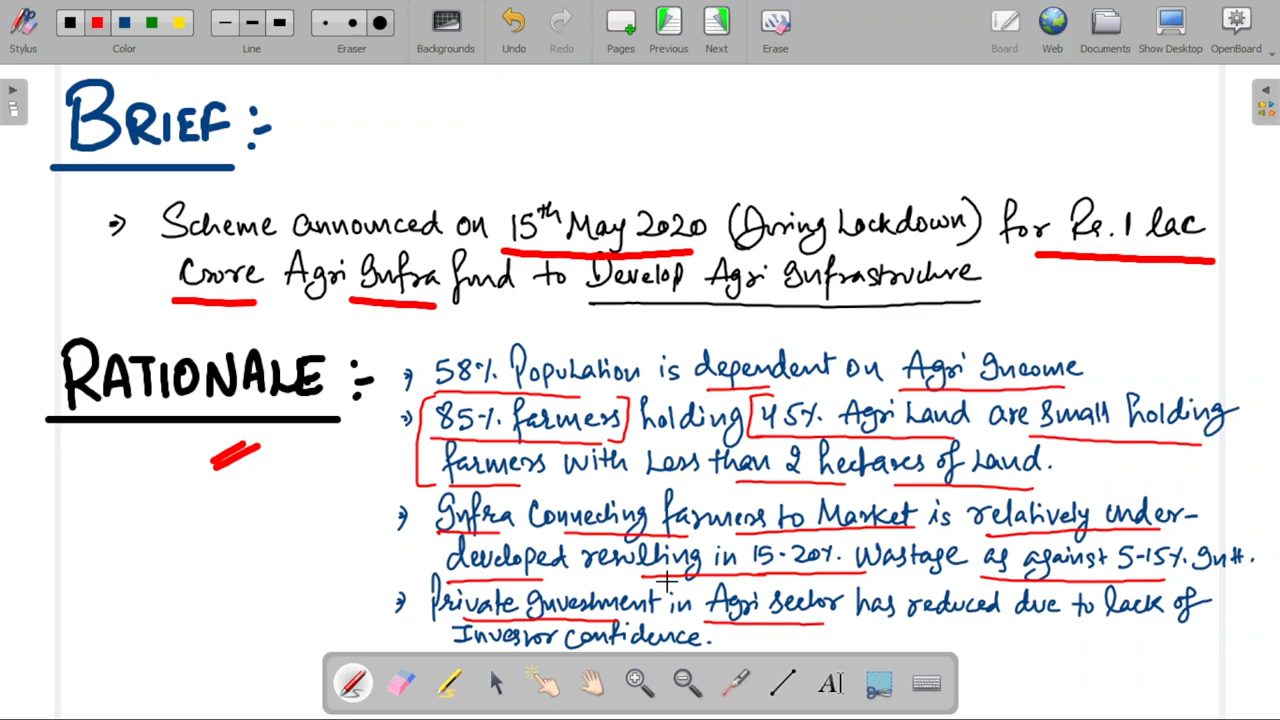 Stylus Color Line Eraser Backgrounds Undo Redo Pages Previous Next Erase Board Web Documents Show Desktop OpenBoard
BRIEF :-
Scheme announced on 15th May 2020 (During Lockdown) for Rs. 1 lac
Crore Agri Infra fund to Develop Agri Infrastructure
RATIONALE :-
58% Population is dependent on Agri Income
85% farmers holding 45% Agri Land are Small holding
farmers with Less than 2 hectares of Land.
Infra Connecting farmers to Market is relatively under-
developed resulting in 15-20% Wastage as against 5-15% Int.
Private Investment in Agri Sector has reduced due to lack of
Investor Confidence.